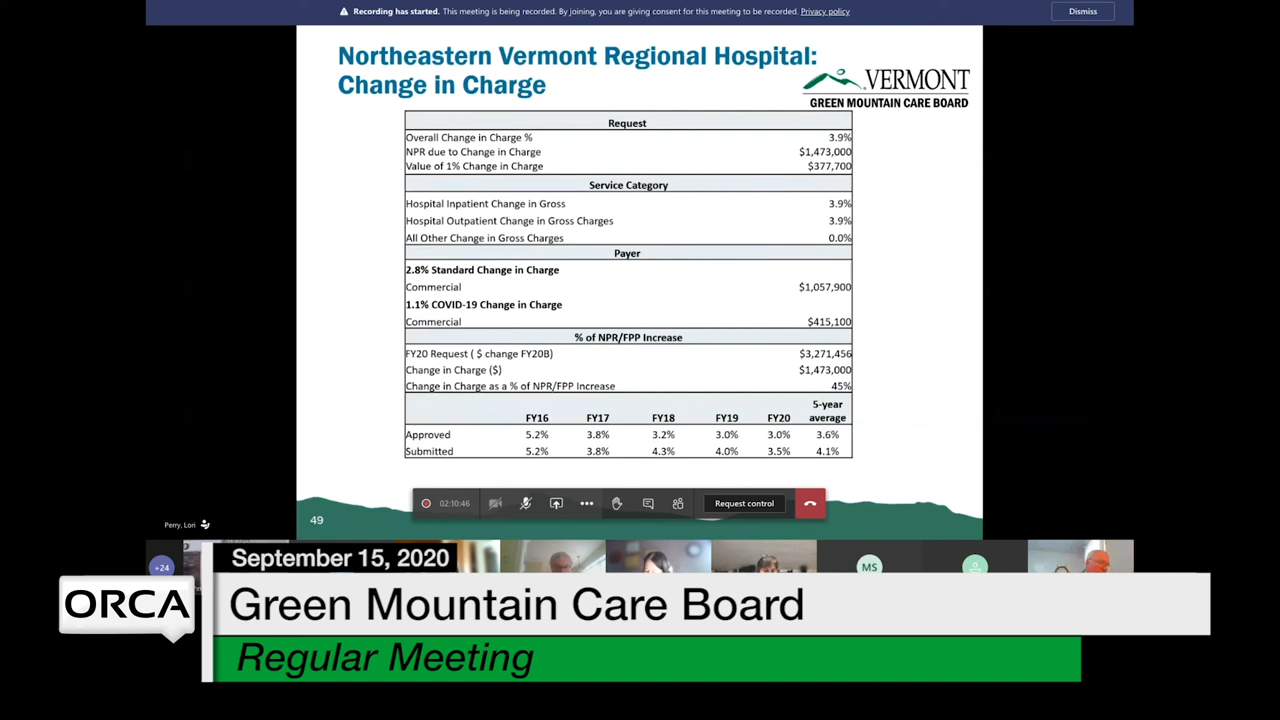 Recording has started. This meeting is being recorded. By joining, you are giving consent for this meeting to be recorded. Privacy policy
Dismiss
Northeastern Vermont Regional Hospital:
Change in Charge
VERMONT
GREEN MOUNTAIN CARE BOARD
Request
Overall Change in Charge % 3.9%
NPR due to Change in Charge $1,473,000
Value of 1% Change in Charge $377,700
Service Category
Hospital Inpatient Change in Gross 3.9%
Hospital Outpatient Change in Gross Charges 3.9%
All Other Change in Gross Charges 0.0%
Payer
2.8% Standard Change in Charge
Commercial $1,057,900
1.1% COVID-19 Change in Charge
Commercial $415,100
% of NPR/FPP Increase
FY20 Request ( $ change FY20B) $3,271,456
Change in Charge ($) $1,473,000
Change in Charge as a % of NPR/FPP Increase 45%
FY16 FY17 FY18 FY19 FY20 5-year average
Approved 5.2% 3.8% 3.2% 3.0% 3.0% 3.6%
Submitted 5.2% 3.8% 4.3% 4.0% 3.5% 4.1%
02:10:46
Request control
49
Perry, Lori
+24
MS
September 15, 2020
ORCA
Green Mountain Care Board
Regular Meeting